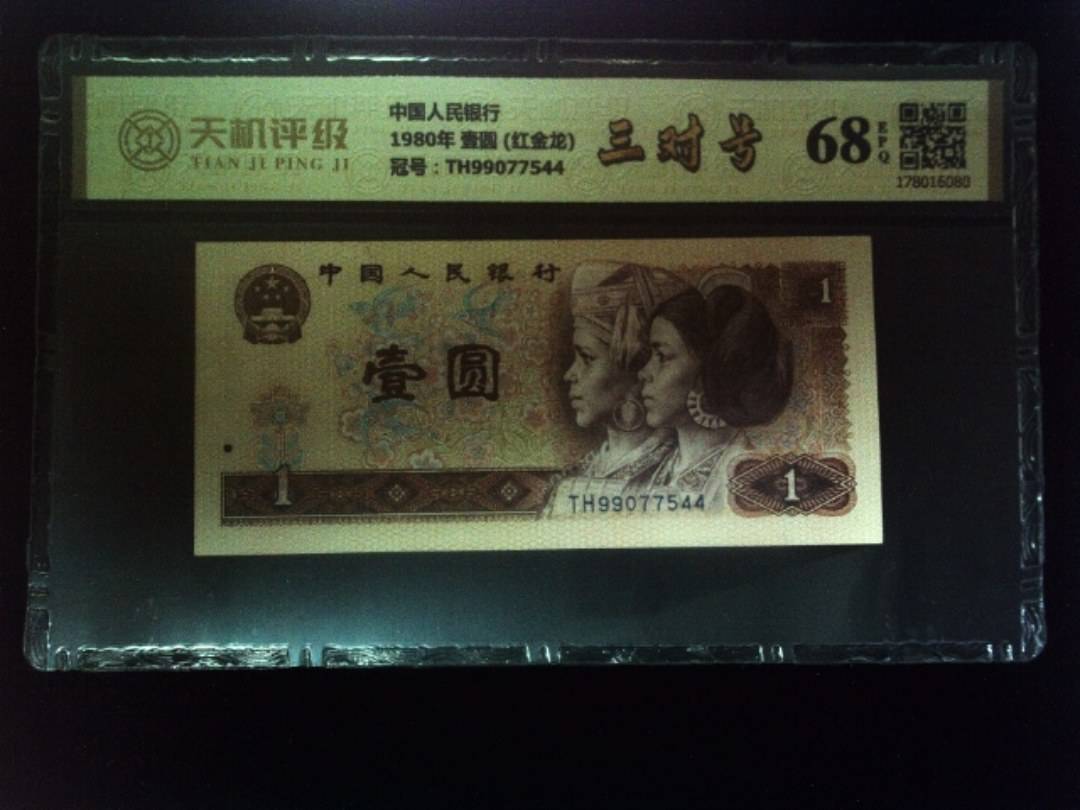 天机评级
TIAN JI PING JI
中国人民银行
1980年 壹圆 (红金龙)
冠号：TH99077544
三对号
68
EPQ
178016080
中国人民银行
壹圆
1
1
1
TH99077544